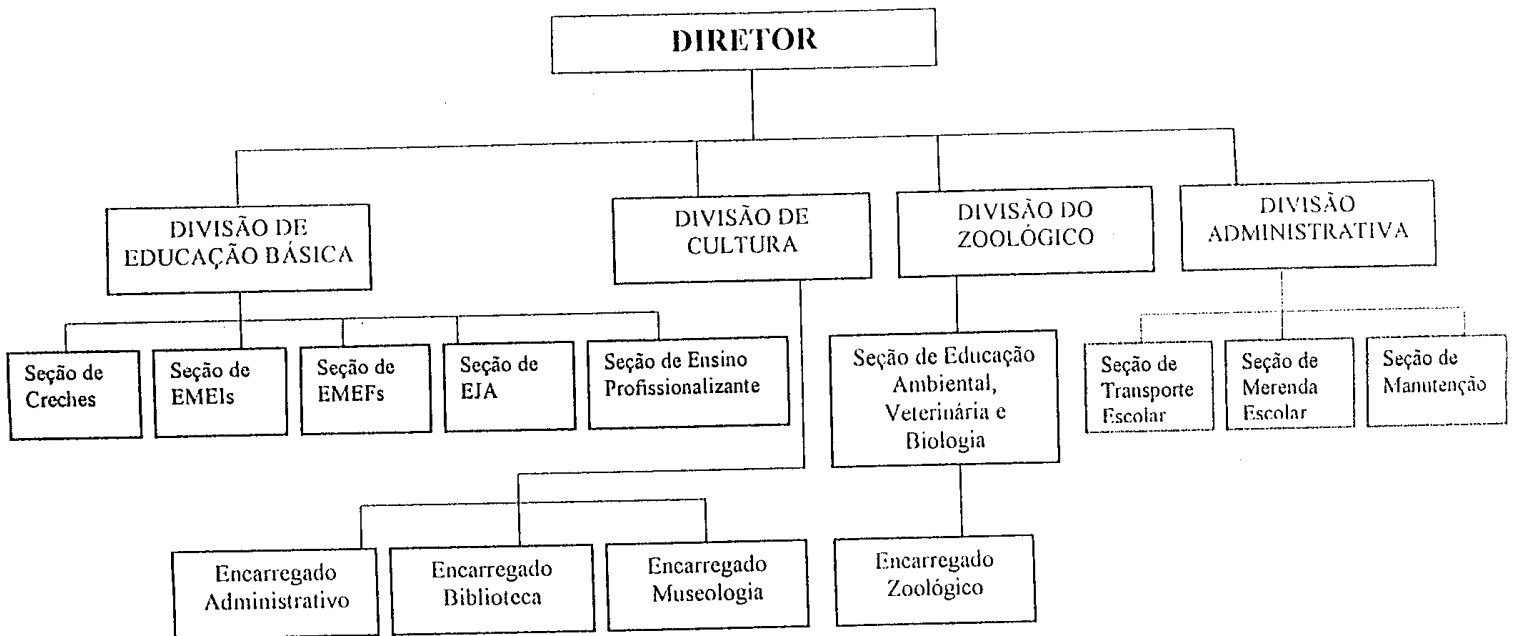 DIRETOR
DIVISÃO DE
EDUCAÇÃO BÁSICA
DIVISÃO DE
CULTURA
DIVISÃO DO
ZOOLÓGICO
DIVISÃO
ADMINISTRATIVA
Seção de
Creches
Seção de
EMEIs
Seção de
EMEFs
Seção de
EJA
Seção de Ensino
Profissionalizante
Seção de Educação
Ambiental,
Veterinária e
Biologia
Seção de
Transporte
Escolar
Seção de
Merenda
Escolar
Seção de
Manutenção
Encarregado
Administrativo
Encarregado
Biblioteca
Encarregado
Museologia
Encarregado
Zoológico